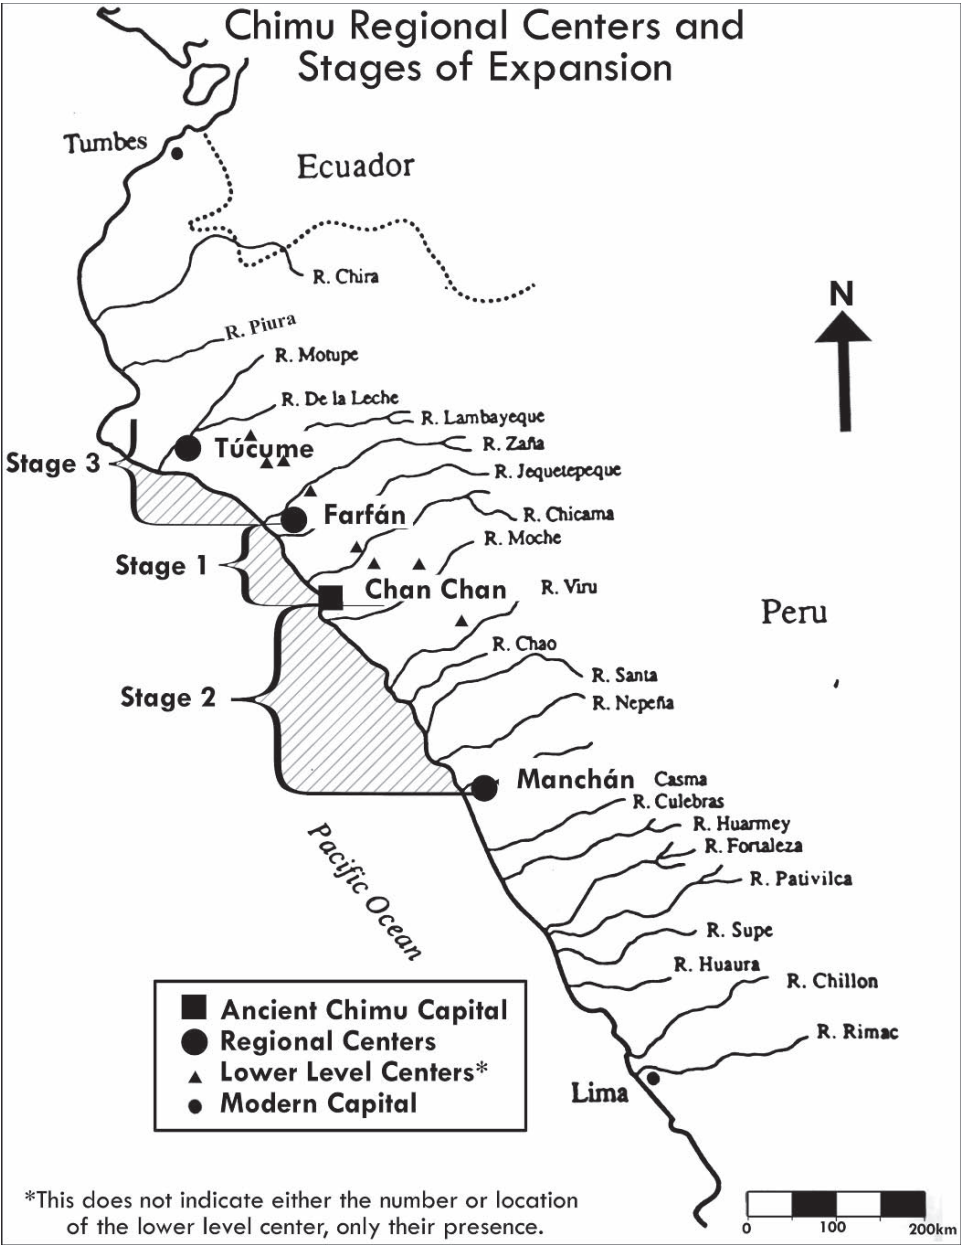 Chimu Regional Centers and
Stages of Expansion
Tumbes
Ecuador
R. Chira
N
R. Piura
R. Motupe
R. De la Leche
R. Lambayeque
Túcume
R. Zaña
Stage 3
R. Jequetepeque
Farfán
R. Chicama
R. Moche
Stage 1
Chan Chan
R. Viru
Peru
R. Chao
R. Santa
Stage 2
R. Nepeña
Manchán
Casma
R. Culebras
R. Huarmey
R. Fortaleza
Pacific Ocean
R. Pativilca
R. Supe
R. Huaura
R. Chillon
R. Rimac
Lima
Ancient Chimu Capital
Regional Centers
Lower Level Centers*
Modern Capital
*This does not indicate either the number or location
of the lower level center, only their presence.
0 100 200km